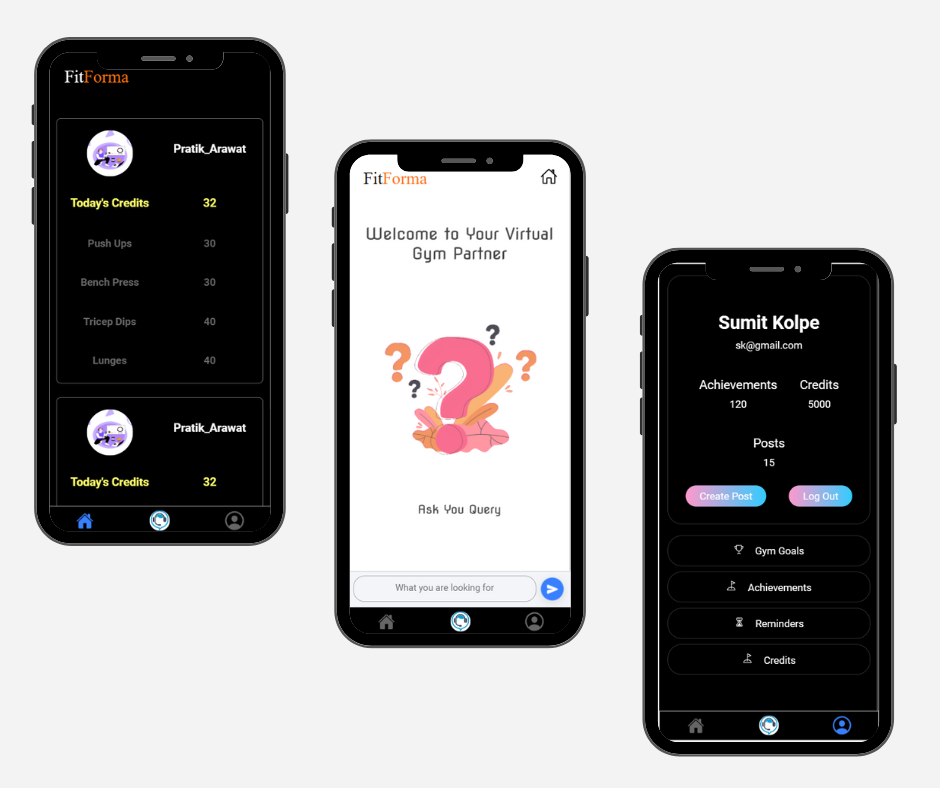 FitForma
Pratik_Arawat
Today's Credits 32
Push Ups 30
Bench Press 30
Tricep Dips 40
Lunges 40
Pratik_Arawat
Today's Credits 32
FitForma
Welcome to Your Virtual
Gym Partner
? ? ? ? ?
Ask You Query
What you are looking for
Sumit Kolpe
sk@gmail.com
Achievements Credits
120 5000
Posts
15
Create Post Log Out
Gym Goals
Achievements
Reminders
Credits